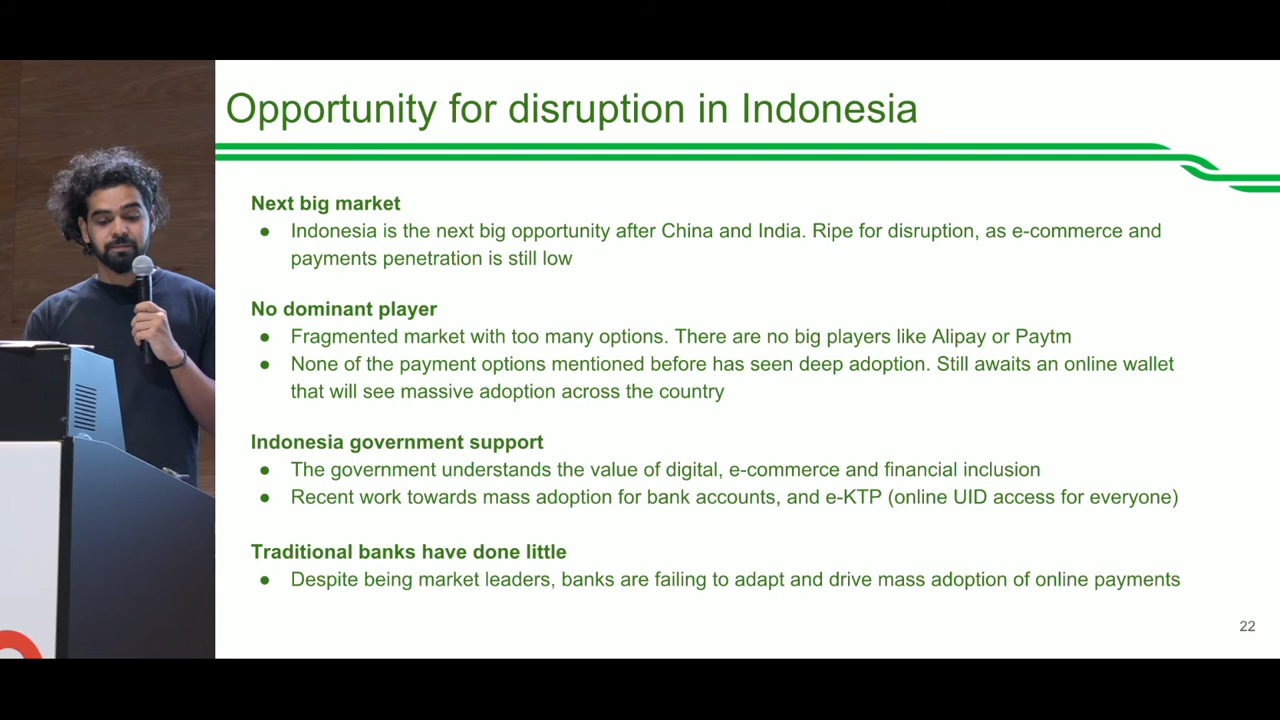 Opportunity for disruption in Indonesia
Next big market
● Indonesia is the next big opportunity after China and India. Ripe for disruption, as e-commerce and
payments penetration is still low
No dominant player
● Fragmented market with too many options. There are no big players like Alipay or Paytm
● None of the payment options mentioned before has seen deep adoption. Still awaits an online wallet
that will see massive adoption across the country
Indonesia government support
● The government understands the value of digital, e-commerce and financial inclusion
● Recent work towards mass adoption for bank accounts, and e-KTP (online UID access for everyone)
Traditional banks have done little
● Despite being market leaders, banks are failing to adapt and drive mass adoption of online payments
22